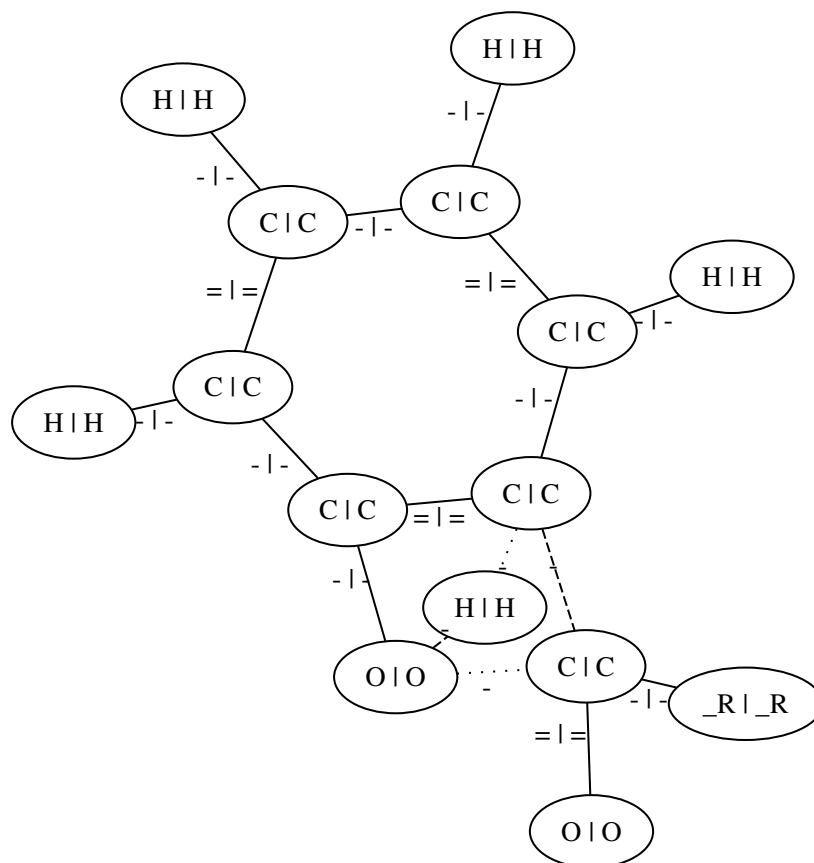 H | H
H | H
- | -
- | -
C | C
C | C
- | -
H | H
= | =
= | =
C | C
- | -
C | C
- | -
H | H
- | -
- | -
C | C
C | C
= | =
-
-
- | -
H | H
-
C | C
O | O
-
- | -
_R | _R
= | =
O | O